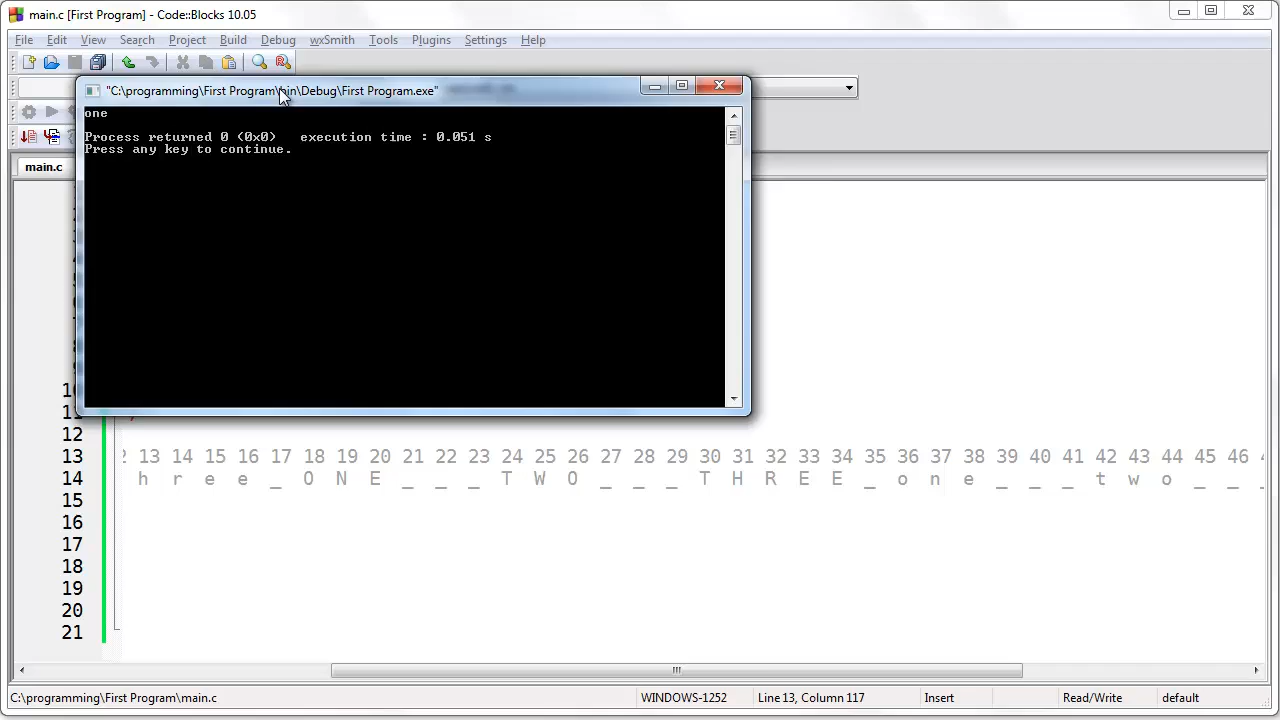 main.c [First Program] - Code::Blocks 10.05
File Edit View Search Project Build Debug wxSmith Tools Plugins Settings Help
"C:\programming\First Program\bin\Debug\First Program.exe"
one
Process returned 0 (0x0) execution time : 0.051 s
Press any key to continue.
main.c
10
11
12
13 13 14 15 16 17 18 19 20 21 22 23 24 25 26 27 28 29 30 31 32 33 34 35 36 37 38 39 40 41 42 43 44 45 46
14 h r e e _ O N E _ _ _ T W O _ _ _ T H R E E _ o n e _ _ _ t w o _ _
15
16
17
18
19
20
21
C:\programming\First Program\main.c WINDOWS-1252 Line 13, Column 117 Insert Read/Write default